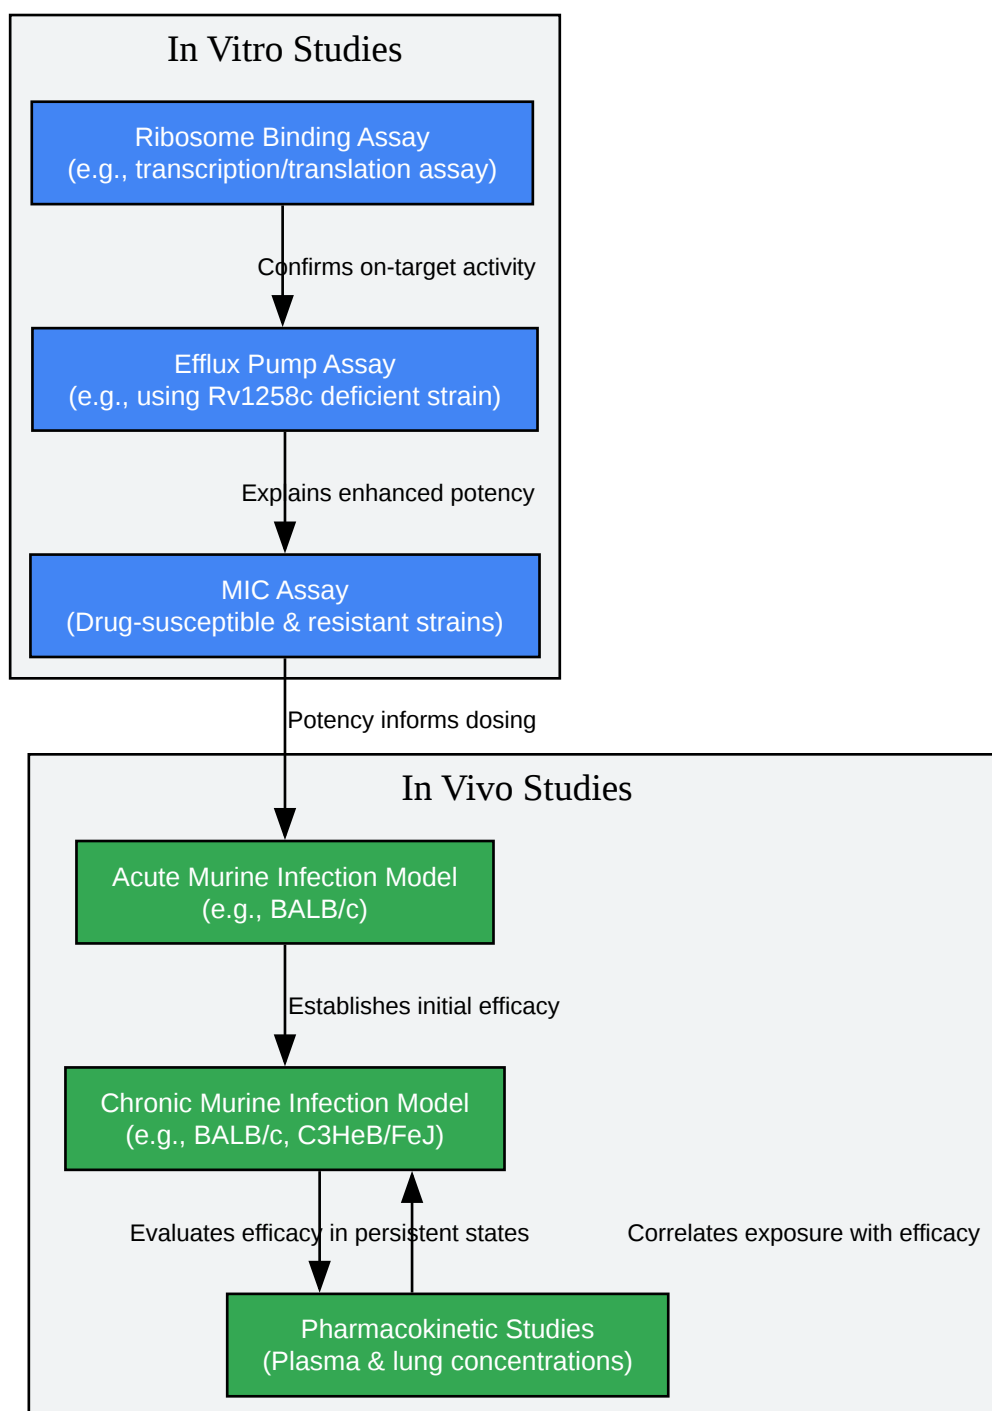 In Vitro Studies
Ribosome Binding Assay
(e.g., transcription/translation assay)
Confirms on-target activity
Efflux Pump Assay
(e.g., using Rv1258c deficient strain)
Explains enhanced potency
MIC Assay
(Drug-susceptible & resistant strains)
Potency informs dosing
In Vivo Studies
Acute Murine Infection Model
(e.g., BALB/c)
Establishes initial efficacy
Chronic Murine Infection Model
(e.g., BALB/c, C3HeB/FeJ)
Evaluates efficacy in persistent states
Correlates exposure with efficacy
Pharmacokinetic Studies
(Plasma & lung concentrations)